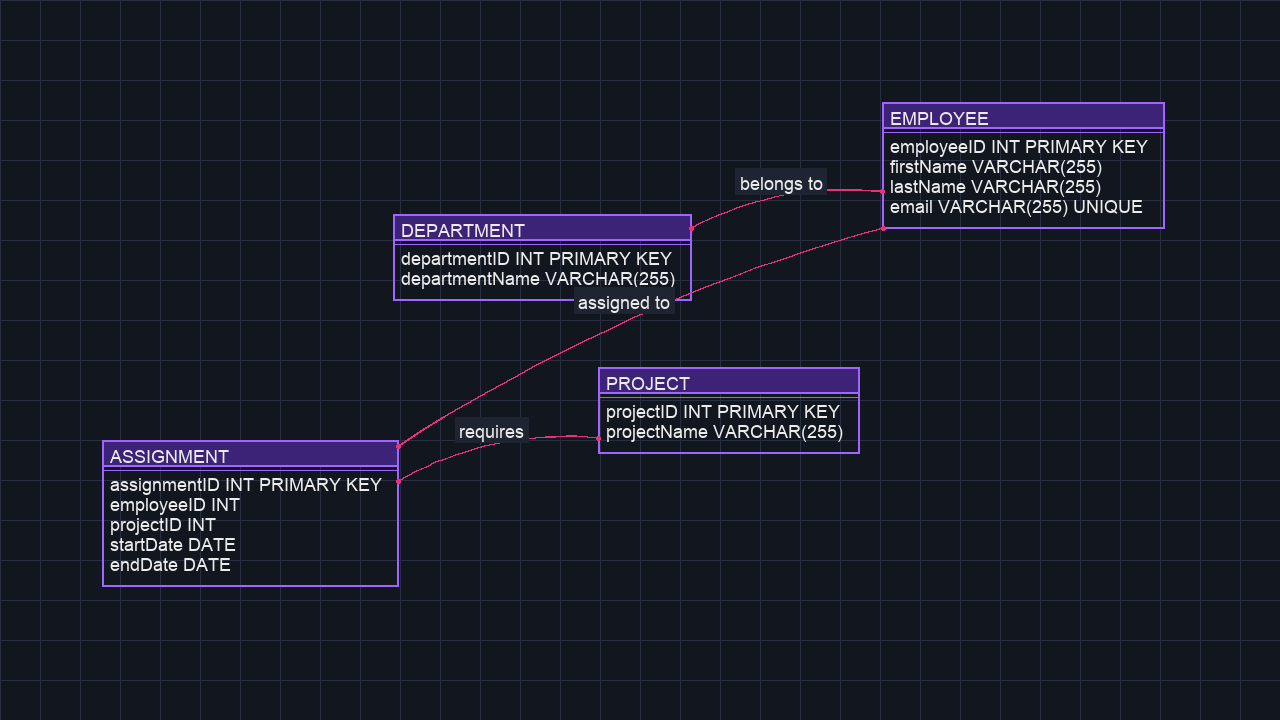 EMPLOYEE
employeeID INT PRIMARY KEY
firstName VARCHAR(255)
lastName VARCHAR(255)
email VARCHAR(255) UNIQUE
belongs to
DEPARTMENT
departmentID INT PRIMARY KEY
departmentName VARCHAR(255)
assigned to
PROJECT
projectID INT PRIMARY KEY
projectName VARCHAR(255)
requires
ASSIGNMENT
assignmentID INT PRIMARY KEY
employeeID INT
projectID INT
startDate DATE
endDate DATE